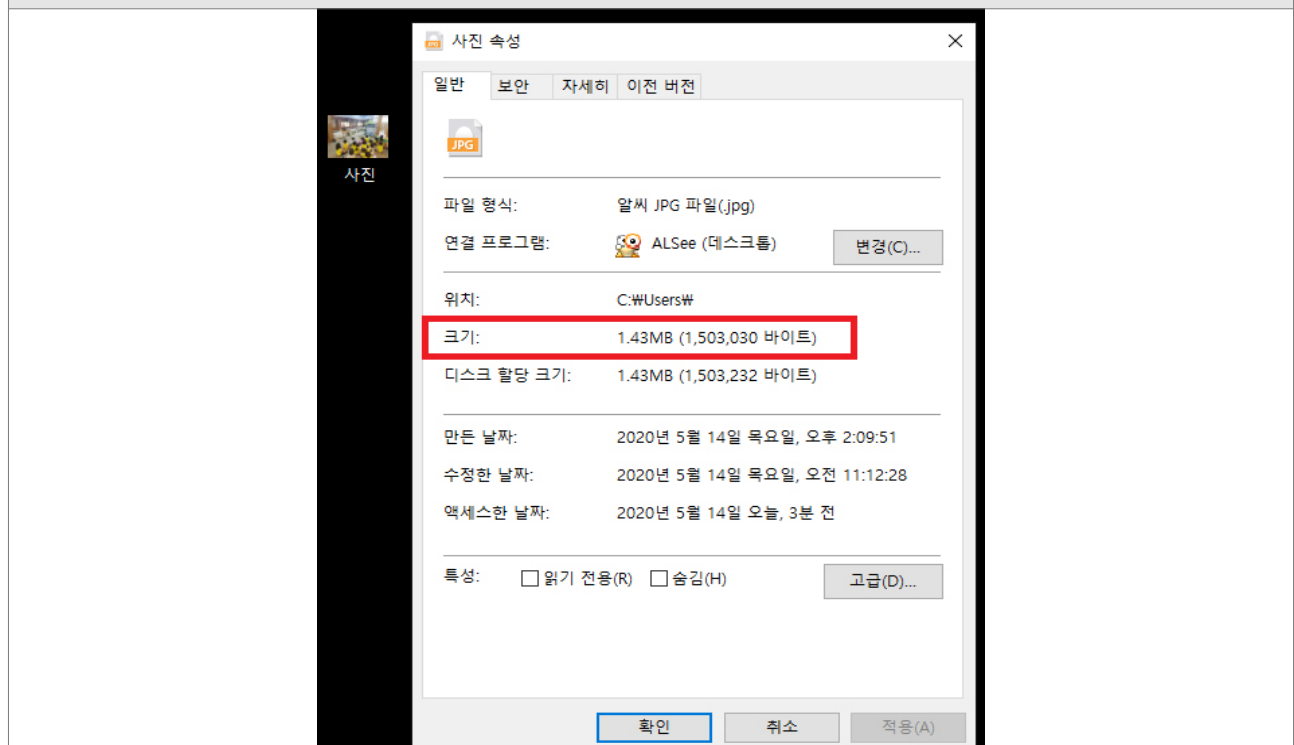 사진 속성
일반 보안 자세히 이전 버전
JPG
사진
파일 형식: 알씨 JPG 파일(.jpg)
연결 프로그램: ALSee (데스크톱) 변경(C)...
위치: C:₩Users₩
크기: 1.43MB (1,503,030 바이트)
디스크 할당 크기: 1.43MB (1,503,232 바이트)
만든 날짜: 2020년 5월 14일 목요일, 오후 2:09:51
수정한 날짜: 2020년 5월 14일 목요일, 오전 11:12:28
액세스한 날짜: 2020년 5월 14일 오늘, 3분 전
특성: 읽기 전용(R) 숨김(H) 고급(D)...
확인 취소 적용(A)